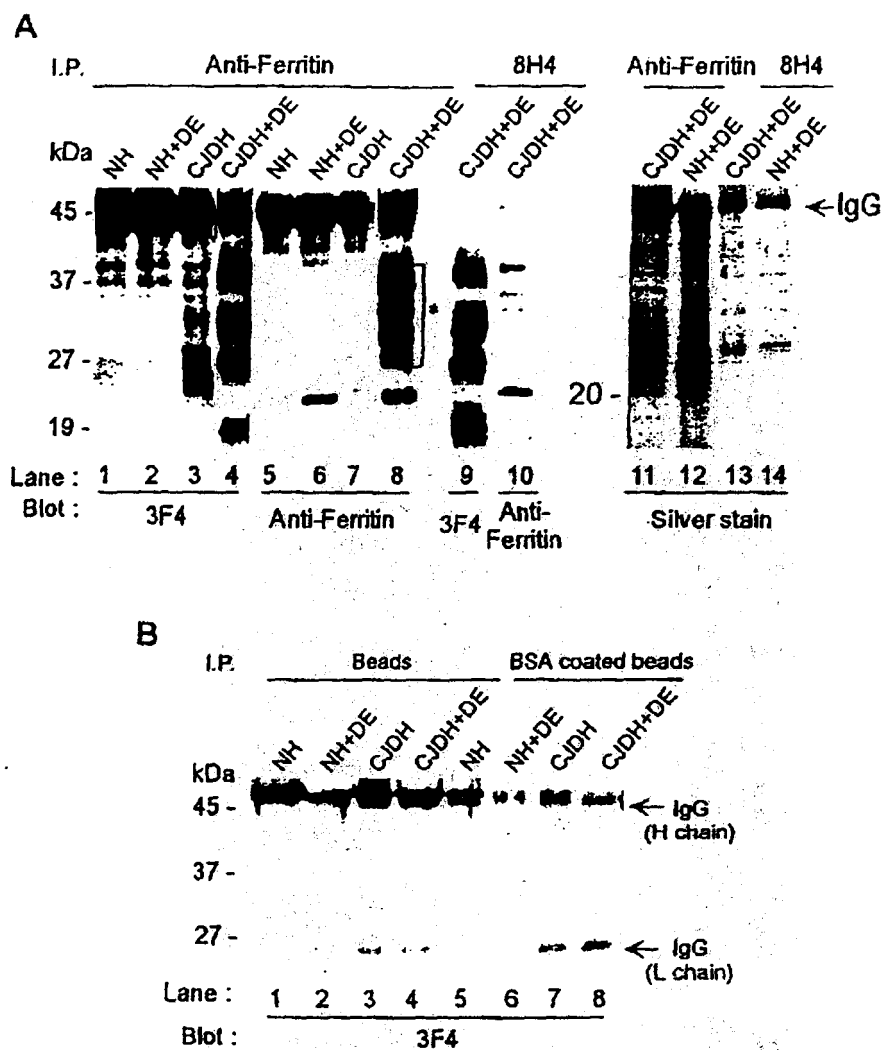 A
I.P. Anti-Ferritin 8H4 Anti-Ferritin 8H4
NH NH+DE CJDH CJDH+DE NH NH+DE CJDH CJDH+DE CJDH+DE CJDH+DE CJDH+DE NH+DE CJDH+DE NH+DE
kDa
45 - ←IgG
37 -
*
27 -
20 -
19 -
Lane : 1 2 3 4 5 6 7 8 9 10 11 12 13 14
Blot : 3F4 Anti-Ferritin 3F4 Anti- Silver stain
Ferritin
B
I.P. Beads BSA coated beads
NH NH+DE CJDH CJDH+DE NH NH+DE CJDH CJDH+DE
kDa
45 - ← IgG
(H chain)
37 -
27 - ← IgG
(L chain)
Lane : 1 2 3 4 5 6 7 8
Blot : 3F4